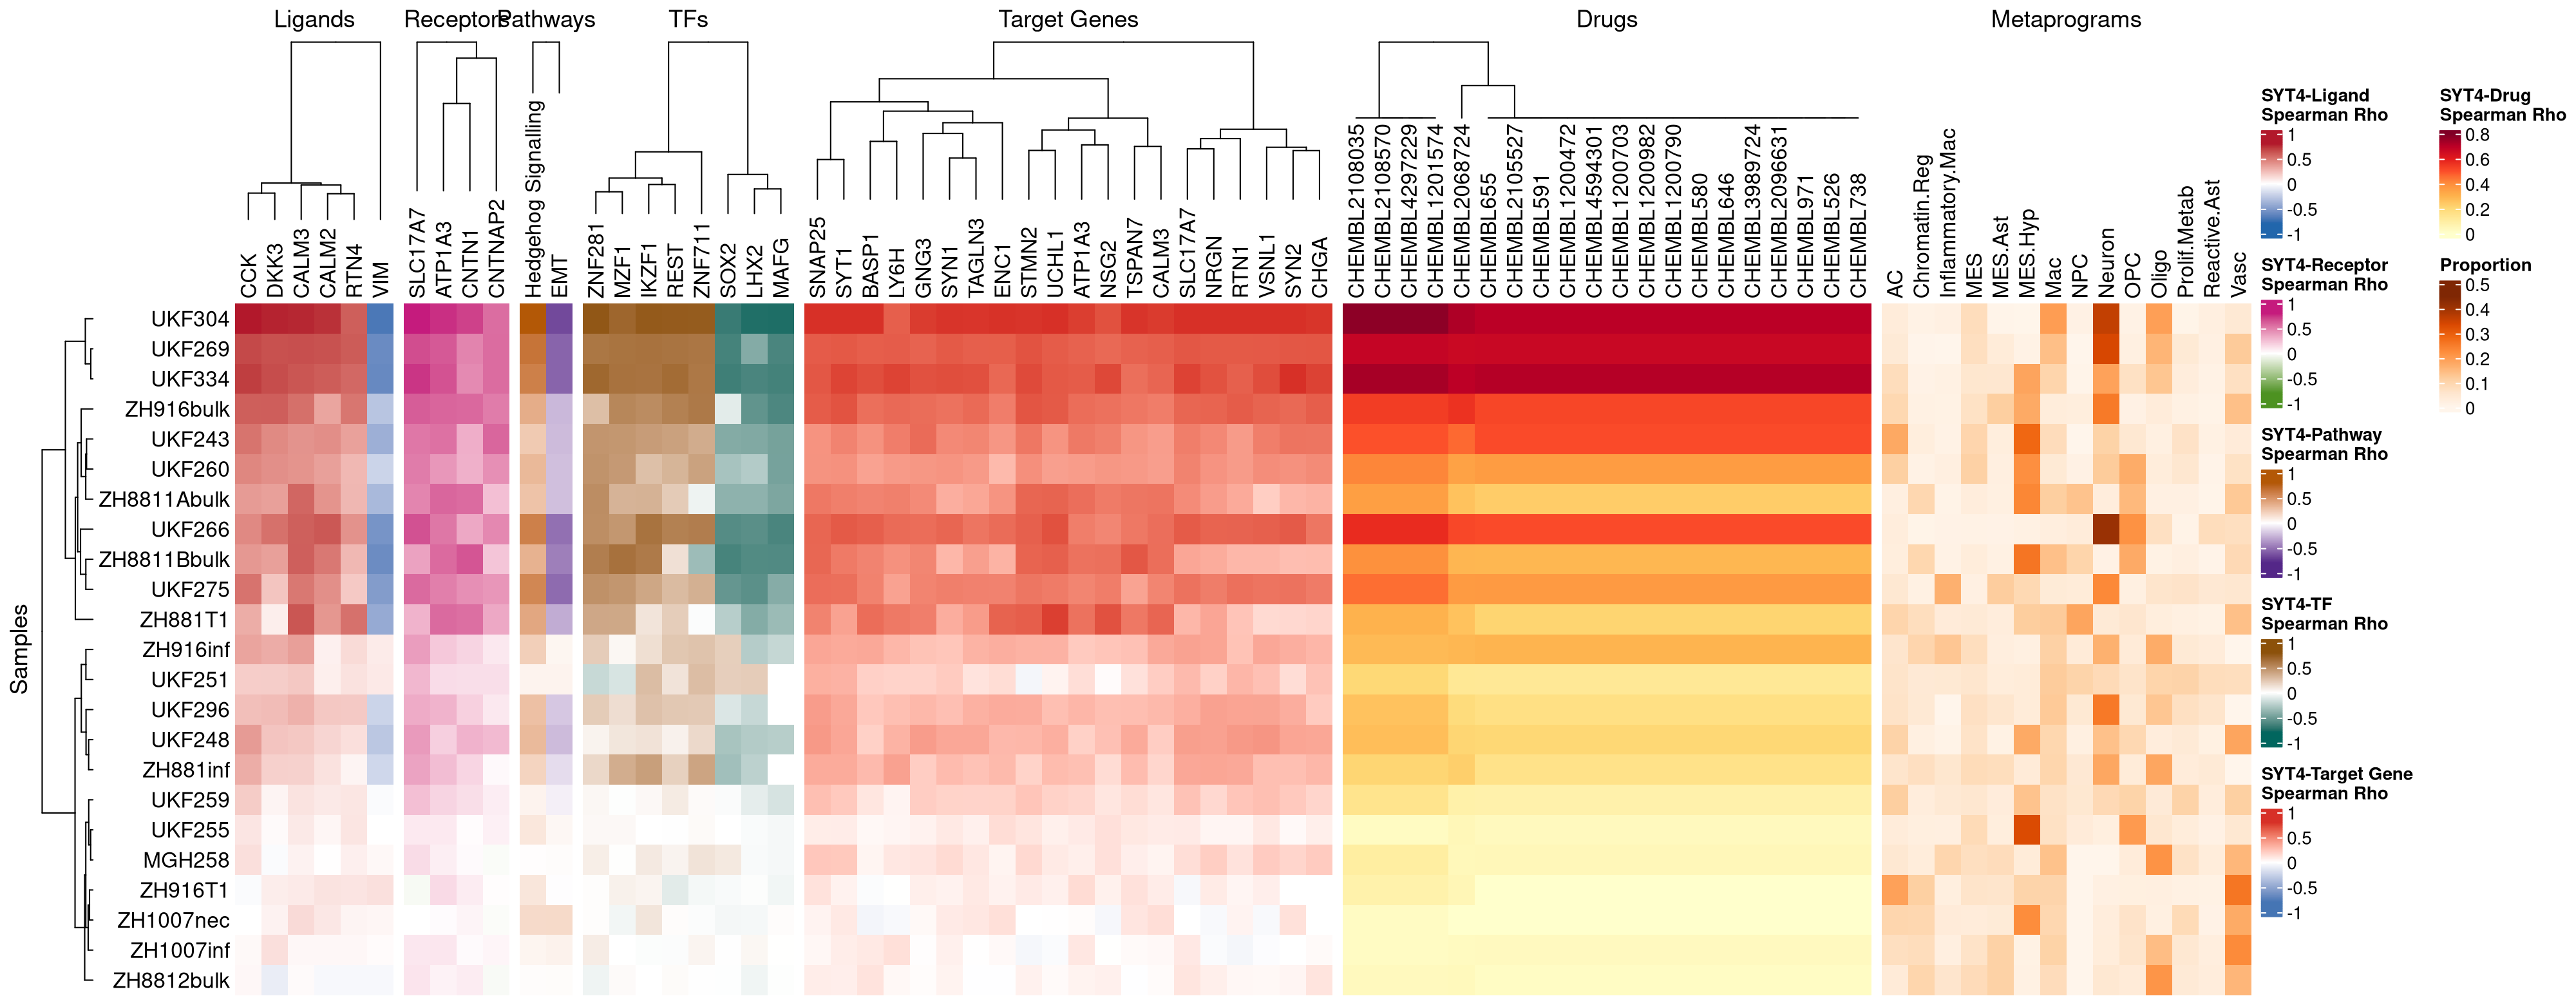 Ligands
Receptors
Pathways
TFs
Target Genes
Drugs
Metaprograms
CCK
DKK3
CALM3
CALM2
RTN4
VIM
SLC17A7
ATP1A3
CNTN1
CNTNAP2
Hedgehog Signalling
EMT
ZNF281
MZF1
IKZF1
REST
ZNF711
SOX2
LHX2
MAFG
SNAP25
SYT1
BASP1
LY6H
GNG3
SYN1
TAGLN3
ENC1
STMN2
UCHL1
ATP1A3
NSG2
TSPAN7
CALM3
SLC17A7
NRGN
RTN1
VSNL1
SYN2
CHGA
CHEMBL2108035
CHEMBL2108570
CHEMBL4297229
CHEMBL1201574
CHEMBL2068724
CHEMBL655
CHEMBL2105527
CHEMBL591
CHEMBL1200472
CHEMBL4594301
CHEMBL1200703
CHEMBL1200982
CHEMBL1200790
CHEMBL580
CHEMBL646
CHEMBL3989724
CHEMBL2096631
CHEMBL971
CHEMBL526
CHEMBL738
AC
Chromatin.Reg
Inflammatory.Mac
MES
MES.Ast
MES.Hyp
Mac
NPC
Neuron
OPC
Oligo
Prolif.Metab
Reactive.Ast
Vasc
Samples
UKF304
UKF269
UKF334
ZH916bulk
UKF243
UKF260
ZH8811Abulk
UKF266
ZH8811Bbulk
UKF275
ZH881T1
ZH916inf
UKF251
UKF296
UKF248
ZH881inf
UKF259
UKF255
MGH258
ZH916T1
ZH1007nec
ZH1007inf
ZH8812bulk
SYT4-Ligand
Spearman Rho
1
0.5
0
-0.5
-1
SYT4-Receptor
Spearman Rho
1
0.5
0
-0.5
-1
SYT4-Pathway
Spearman Rho
1
0.5
0
-0.5
-1
SYT4-TF
Spearman Rho
1
0.5
0
-0.5
-1
SYT4-Target Gene
Spearman Rho
1
0.5
0
-0.5
-1
SYT4-Drug
Spearman Rho
0.8
0.6
0.4
0.2
0
Proportion
0.5
0.4
0.3
0.2
0.1
0